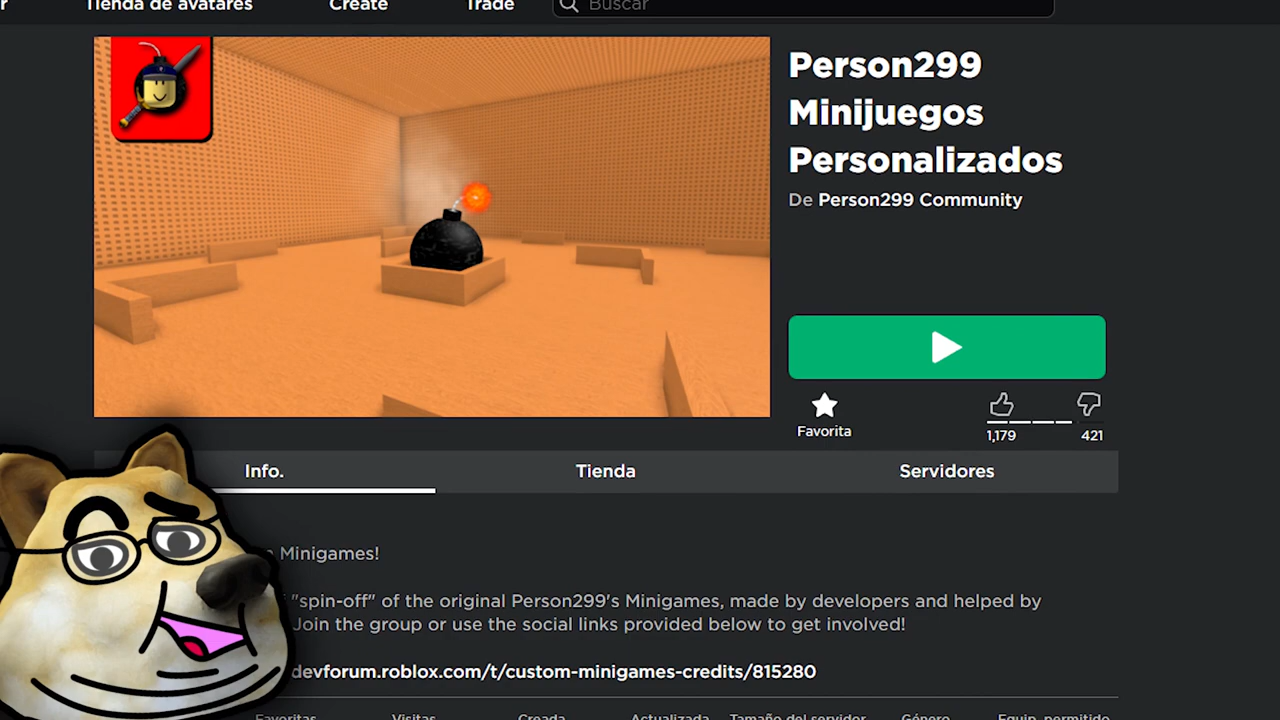 Tienda de avatares
Create
Trade
Buscar
Person299
Minijuegos
Personalizados
De Person299 Community
Favorita
1,179
421
Info.
Tienda
Servidores
Minigames!
"spin-off" of the original Person299's Minigames, made by developers and helped by
Join the group or use the social links provided below to get involved!
devforum.roblox.com/t/custom-minigames-credits/815280
Favoritas
Visitas
Creada
Actualizada
Tamaño del servidor
Género
Equip. permitido